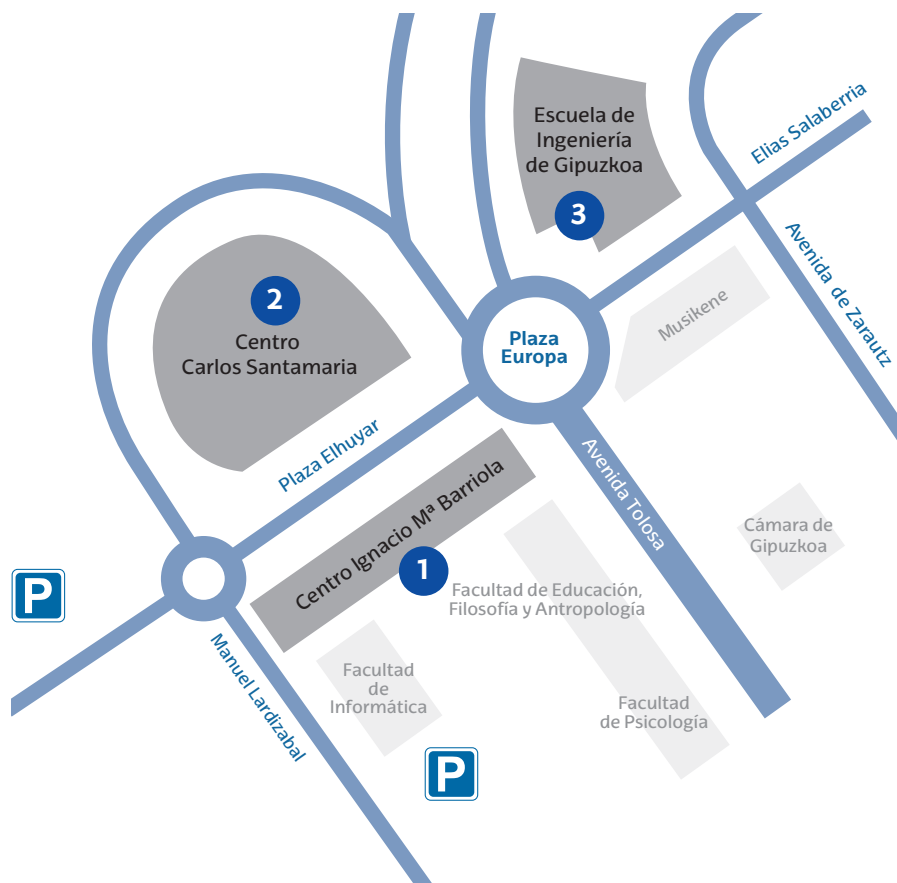 Escuela de
Ingeniería
de Gipuzkoa
3
Elias Salaberria
Avenida de Zarautz
Musikene
2
Centro
Carlos Santamaria
Plaza
Europa
Plaza Elhuyar
Avenida Tolosa
Centro Ignacio Mª Barriola
1
Cámara de
Gipuzkoa
P
Facultad de Educación,
Filosofía y Antropología
Manuel Lardizabal
Facultad
de
Informática
Facultad
de Psicología
P